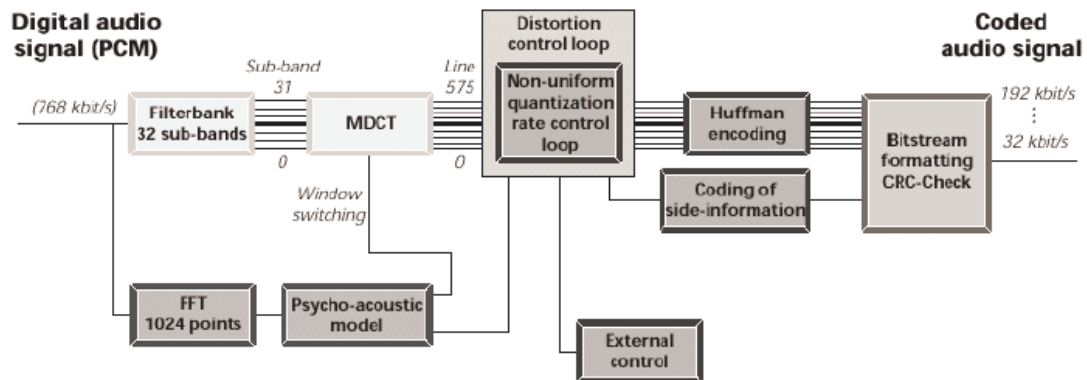 Digital audio
signal (PCM)
(768 kbit/s)
Filterbank
32 sub-bands
Sub-band
31
0
MDCT
Line
575
0
Window
switching
Distortion
control loop
Non-uniform
quantization
rate control
loop
Huffman
encoding
Coding of
side-information
Bitstream
formatting
CRC-Check
Coded
audio signal
192 kbit/s
⋮
32 kbit/s
FFT
1024 points
Psycho-acoustic
model
External
control